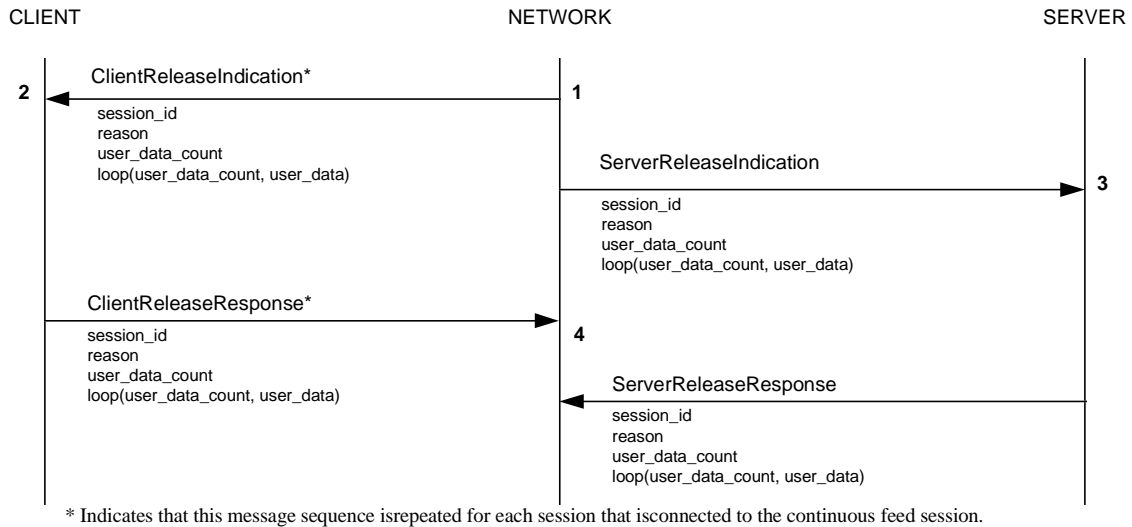 CLIENT NETWORK SERVER
ClientReleaseIndication*
2 1
session_id
reason
user_data_count
loop(user_data_count, user_data)
ServerReleaseIndication
3
session_id
reason
user_data_count
loop(user_data_count, user_data)
ClientReleaseResponse*
4
session_id
reason
user_data_count
loop(user_data_count, user_data)
ServerReleaseResponse
session_id
reason
user_data_count
loop(user_data_count, user_data)
* Indicates that this message sequence isrepeated for each session that isconnected to the continuous feed session.